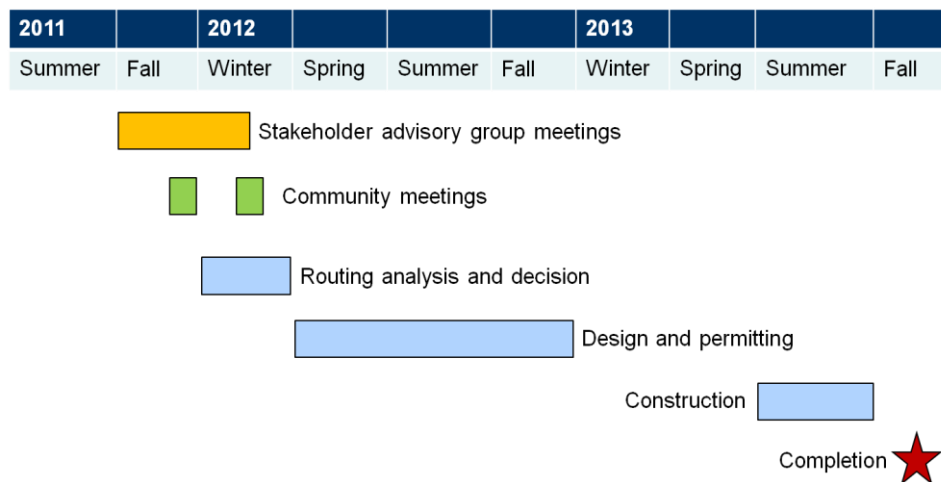 2011 2012 2013
Summer Fall Winter Spring Summer Fall Winter Spring Summer Fall
Stakeholder advisory group meetings
Community meetings
Routing analysis and decision
Design and permitting
Construction
Completion